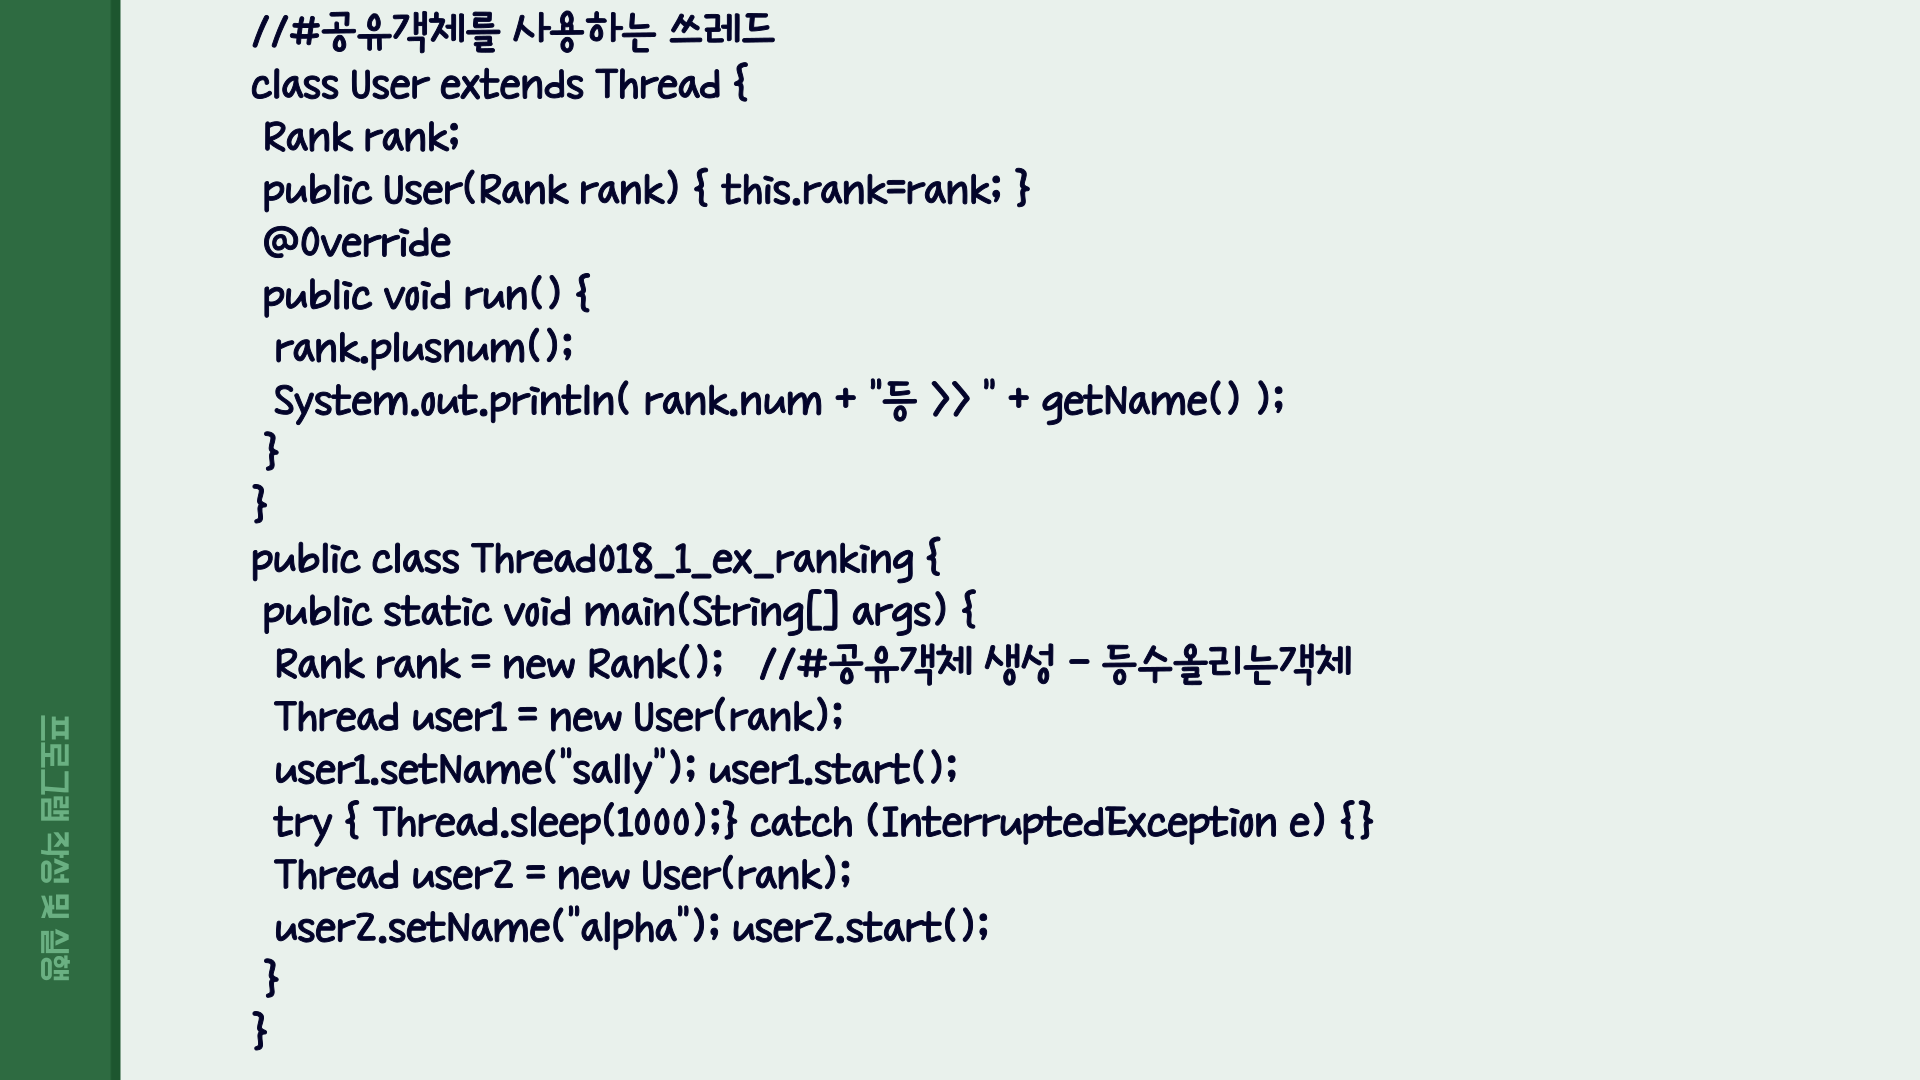 //#공유객체를 사용하는 쓰레드
class User extends Thread {
 Rank rank;
 public User(Rank rank) { this.rank=rank; }
 @Override
 public void run() {
  rank.plusnum();
  System.out.println( rank.num + "등 >> " + getName() );
 }
}
public class Thread018_1_ex_ranking {
 public static void main(String[] args) {
  Rank rank = new Rank();   //#공유객체 생성 - 등수올리는객체
  Thread user1 = new User(rank);
  user1.setName("sally"); user1.start();
  try { Thread.sleep(1000);} catch (InterruptedException e) {}
  Thread user2 = new User(rank);
  user2.setName("alpha"); user2.start();
 }
}
프로그램 작성 및 실행